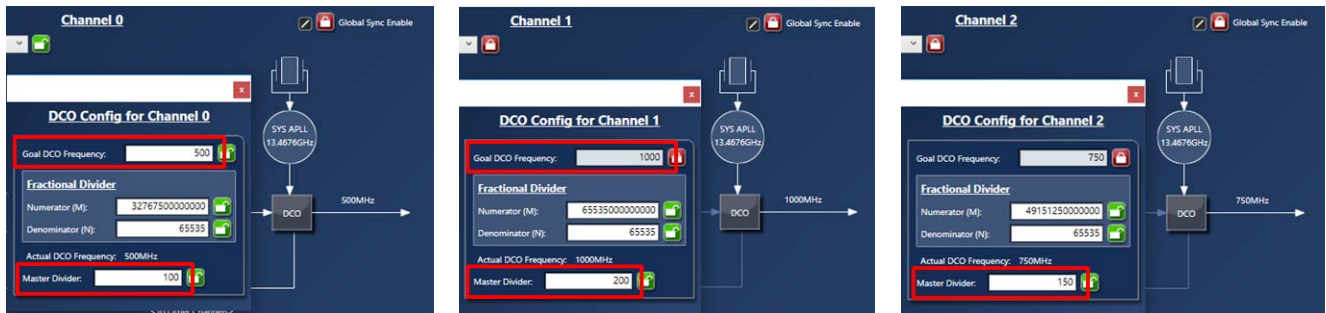 Channel 0
Global Sync Enable
x
DCO Config for Channel 0
Goal DCO Frequency: 500
Fractional Divider
Numerator (M): 32767500000000
Denominator (N): 65535
Actual DCO Frequency: 500MHz
Master Divider: 100
SYS APLL
13.4676GHz
DCO
500MHz
Channel 1
Global Sync Enable
x
DCO Config for Channel 1
Goal DCO Frequency: 1000
Fractional Divider
Numerator (M): 65535000000000
Denominator (N): 65535
Actual DCO Frequency: 1000MHz
Master Divider: 200
SYS APLL
13.4676GHz
DCO
1000MHz
Channel 2
Global Sync Enable
x
DCO Config for Channel 2
Goal DCO Frequency: 750
Fractional Divider
Numerator (M): 49151250000000
Denominator (N): 65535
Actual DCO Frequency: 750MHz
Master Divider: 150
SYS APLL
13.4676GHz
DCO
750MHz